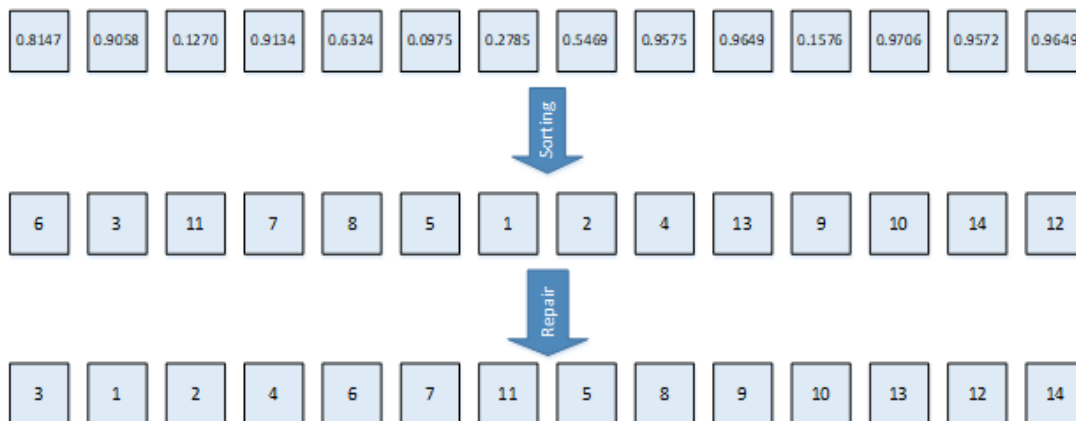 0.8147 0.9058 0.1270 0.9134 0.6324 0.0975 0.2785 0.5469 0.9575 0.9649 0.1576 0.9706 0.9572 0.9649
Sorting
6 3 11 7 8 5 1 2 4 13 9 10 14 12
Repair
3 1 2 4 6 7 11 5 8 9 10 13 12 14